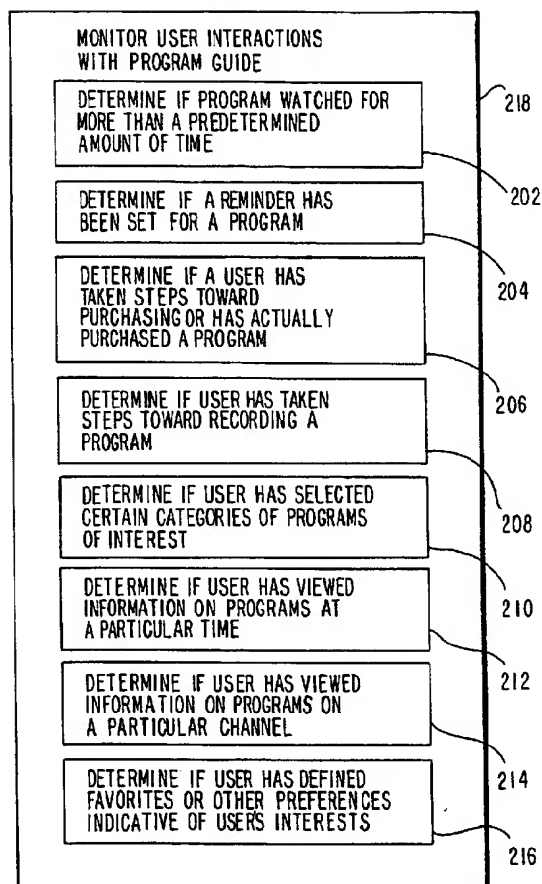 MONITOR USER INTERACTIONS
WITH PROGRAM GUIDE
218
DETERMINE IF PROGRAM WATCHED FOR
MORE THAN A PREDETERMINED
AMOUNT OF TIME
202
DETERMINE IF A REMINDER HAS
BEEN SET FOR A PROGRAM
204
DETERMINE IF A USER HAS
TAKEN STEPS TOWARD
PURCHASING OR HAS ACTUALLY
PURCHASED A PROGRAM
206
DETERMINE IF USER HAS TAKEN
STEPS TOWARD RECORDING A
PROGRAM
208
DETERMINE IF USER HAS SELECTED
CERTAIN CATEGORIES OF PROGRAMS
OF INTEREST
210
DETERMINE IF USER HAS VIEWED
INFORMATION ON PROGRAMS AT
A PARTICULAR TIME
212
DETERMINE IF USER HAS VIEWED
INFORMATION ON PROGRAMS ON
A PARTICULAR CHANNEL
214
DETERMINE IF USER HAS DEFINED
FAVORITES OR OTHER PREFERENCES
INDICATIVE OF USERS INTERESTS
216